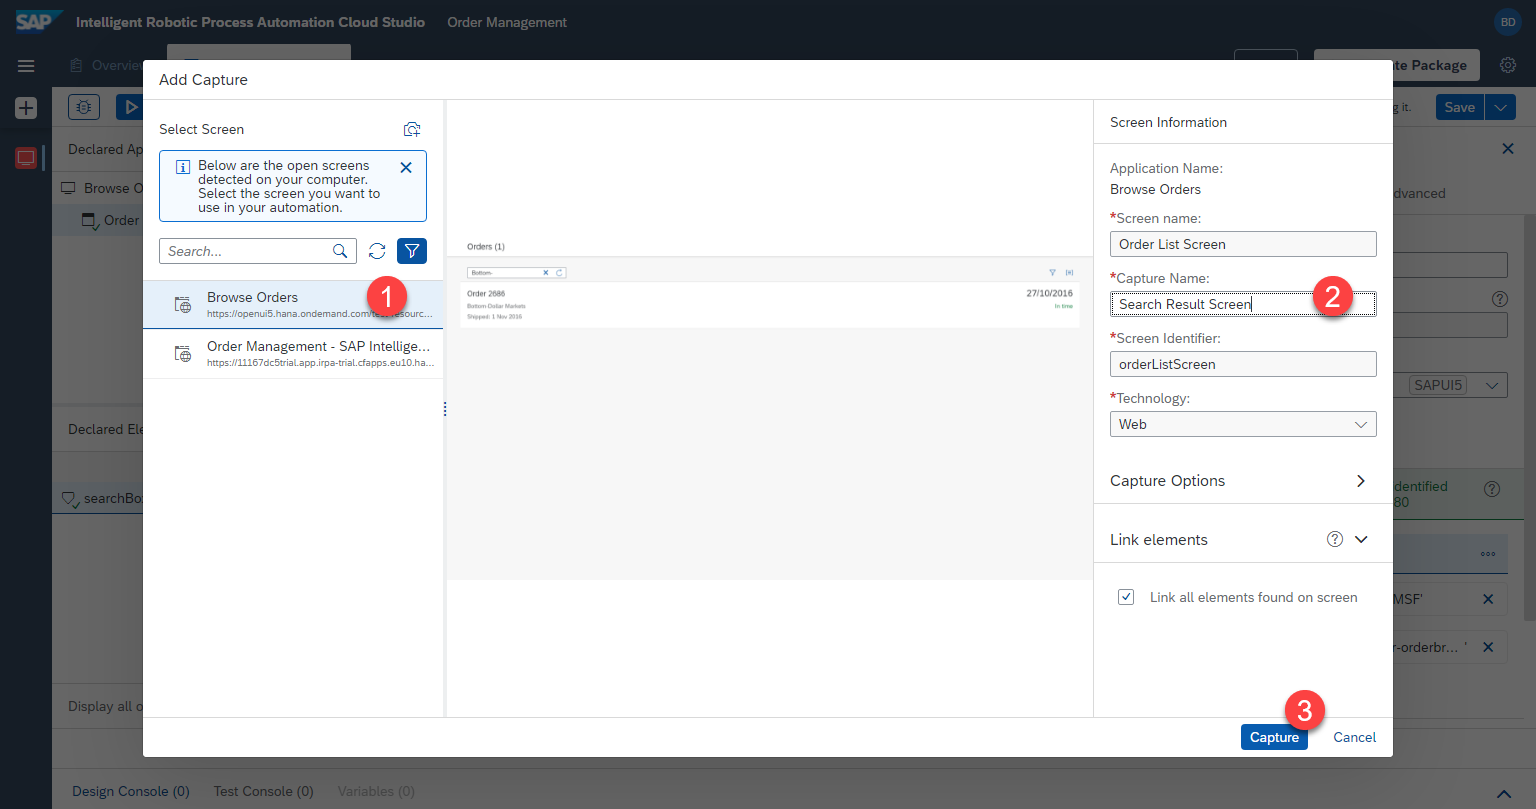 SAP Intelligent Robotic Process Automation Cloud Studio Order Management BD
Overvie
te Package
g it. Save
Add Capture
Select Screen
Below are the open screens
detected on your computer.
Select the screen you want to
use in your automation.
Search...
Browse Orders
https://openui5.hana.ondemand.com/test-resourc...
1
Order Management - SAP Intellige...
https://11167dc5trial.app.irpa-trial.cfapps.eu10.ha...
Orders (1)
Bottom-
Order 2686 27/10/2016
Bottom-Dollar Markets In time
Shipped: 1 Nov 2016
Screen Information
Application Name:
Browse Orders
*Screen name:
Order List Screen
*Capture Name:
Search Result Screen
2
*Screen Identifier:
orderListScreen
*Technology:
Web
Capture Options
Link elements
Link all elements found on screen
3
Capture Cancel
Declared Ap
Browse O
Order
Declared Ele
searchBo
Display all o
dvanced
SAPUI5
dentified
80
MSF'
r-orderbr... '
Design Console (0) Test Console (0) Variables (0)